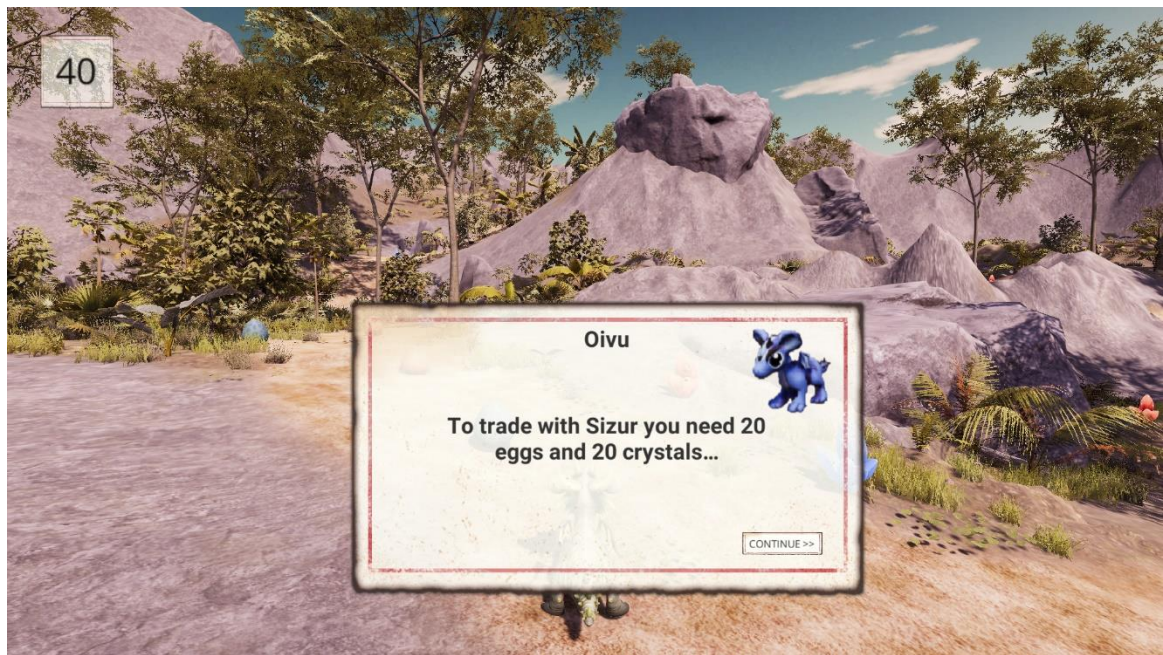 40
Oivu
To trade with Sizur you need 20
eggs and 20 crystals…
CONTINUE >>